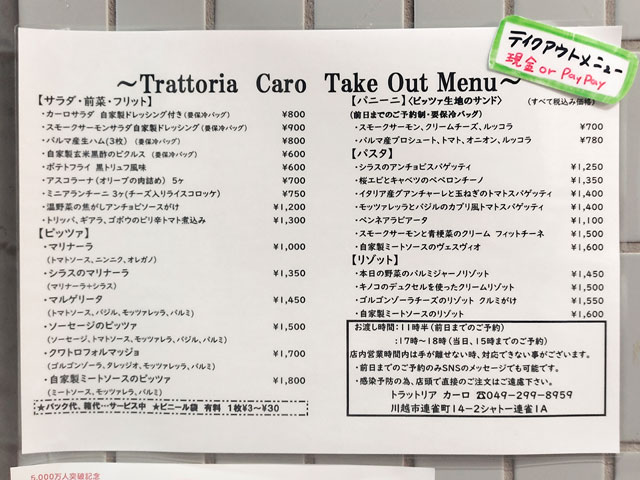 テイクアウトメニュー
現金 or PayPay
～Trattoria Caro Take Out Menu～
【サラダ・前菜・フリット】
・カーロサラダ 自家製ドレッシング付き(要保冷バッグ) ¥800
・スモークサーモンサラダ自家製ドレッシング(要保冷バッグ) ¥900
・パルマ産生ハム(3枚) (要保冷バッグ) ¥800
・自家製玄米黒酢のピクルス (要保冷バッグ) ¥600
・ポテトフライ 黒トリュフ風味 ¥600
・アスコラーナ(オリーブの肉詰め) 5ヶ ¥700
・ミニアランチーニ 3ヶ(チーズ入りライスコロッケ) ¥750
・温野菜の焦がしアンチョビソースがけ ¥1,200
・トリッパ、ギアラ、ゴボウのピリ辛トマト煮込み ¥1,300
【ピッツァ】
・マリナーラ ¥1,000
(トマトソース、ニンニク、オレガノ)
・シラスのマリナーラ ¥1,350
(マリナーラ+シラス)
・マルゲリータ ¥1,450
(トマトソース、バジル、モッツァレッラ、パルミ)
・ソーセージのピッツァ ¥1,500
(ソーセージ、トマトソース、モッツァレラ、バジル、パルミ)
・クワトロフォルマッジョ ¥1,700
(ゴルゴンゾーラ、タレッジオ、モッツァレラ、パルミ)
・自家製ミートソースのピッツァ ¥1,800
(ミートソース、モッツァレラ、パルミ)
★パック代、箱代…サービス中 ★ビニール袋 有料 1枚¥3～¥30
【パニーニ】<ピッツァ生地のサンド> (すべて税込み価格)
(前日までのご予約制・要保冷バッグ)
・スモークサーモン、クリームチーズ、ルッコラ ¥700
・パルマ産プロシュート、トマト、オニオン、ルッコラ ¥780
【パスタ】
・シラスのアンチョビスパゲッティ ¥1,250
・桜エビとキャベツのペペロンチーノ ¥1,350
・イタリア産グアンチャーレと玉ねぎのトマトスパゲッティ ¥1,400
・モッツァレッラとバジルのカプリ風トマトスパゲッティ ¥1,400
・ペンネアラビアータ ¥1,100
・スモークサーモンと青梗菜のクリーム フィットチーネ ¥1,500
・自家製ミートソースのヴェスヴィオ ¥1,600
【リゾット】
・本日の野菜のパルミジャーノリゾット ¥1,450
・キノコのデュクセルを使ったクリームリゾット ¥1,500
・ゴルゴンゾーラチーズのリゾット クルミがけ ¥1,550
・自家製ミートソースのリゾット ¥1,600
お渡し時間:11時半(前日までのご予約)
:17時～18時(当日、15時までのご予約)
店内営業時間内は手が離せない時、対応できない事がございます。
・前日までのご予約のみSNSのメッセージでも可能です。
・感染予防の為、店頭で直接のご注文はご遠慮下さい。
トラットリア カーロ ☎049-299-8959
川越市連雀町14-2シャトー連雀1A
5,000万人突破記念